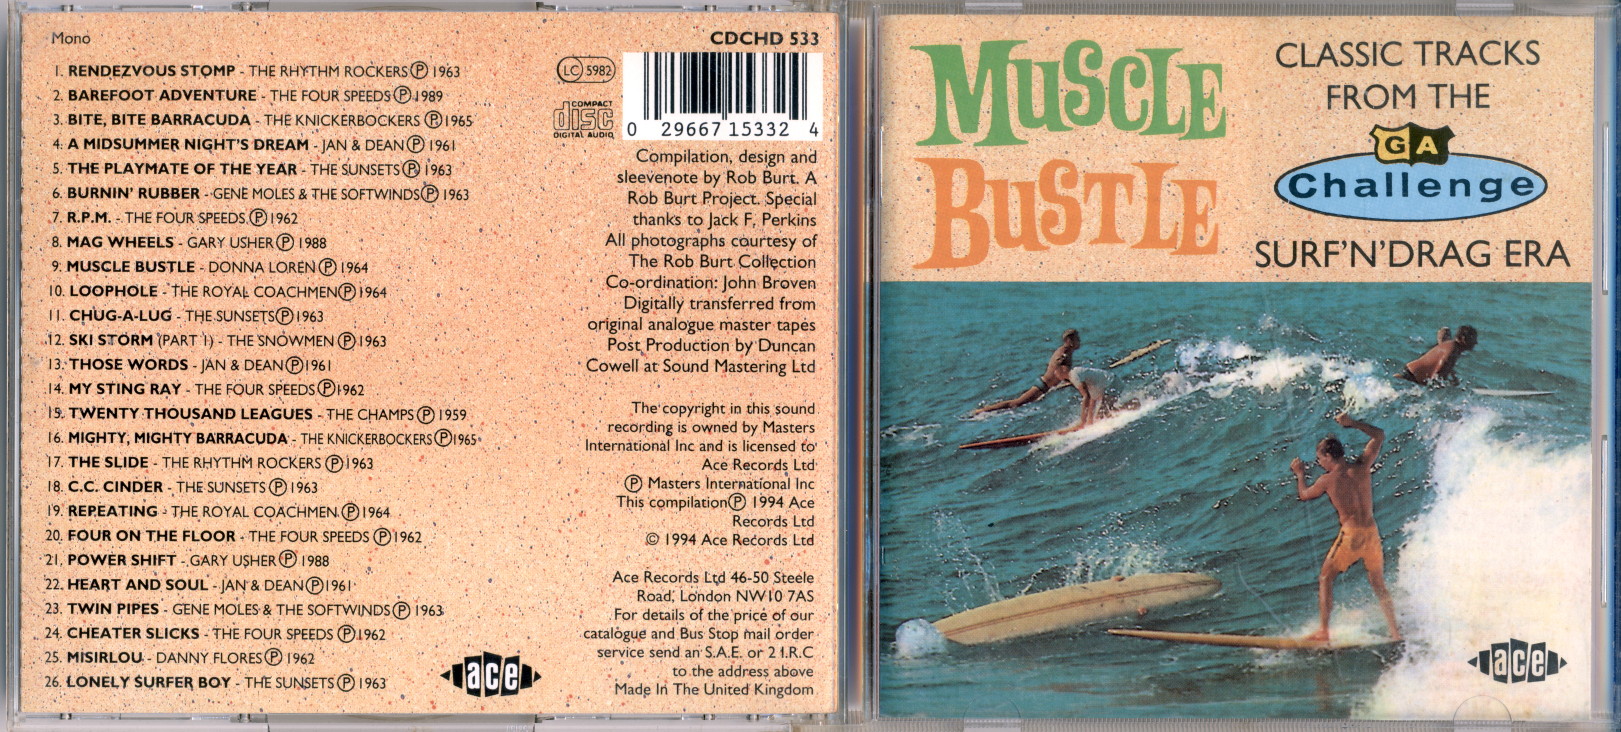 Mono
CDCHD 533
1. RENDEZVOUS STOMP - THE RHYTHM ROCKERS Ⓟ 1963
2. BAREFOOT ADVENTURE - THE FOUR SPEEDS Ⓟ 1989
3. BITE, BITE BARRACUDA - THE KNICKERBOCKERS Ⓟ 1965
4. A MIDSUMMER NIGHT'S DREAM - JAN & DEAN Ⓟ 1961
5. THE PLAYMATE OF THE YEAR - THE SUNSETS Ⓟ 1963
6. BURNIN' RUBBER - GENE MOLES & THE SOFTWINDS Ⓟ 1963
7. R.P.M. - THE FOUR SPEEDS Ⓟ 1962
8. MAG WHEELS - GARY USHER Ⓟ 1988
9. MUSCLE BUSTLE - DONNA LOREN Ⓟ 1964
10. LOOPHOLE - THE ROYAL COACHMEN Ⓟ 1964
11. CHUG-A-LUG - THE SUNSETS Ⓟ 1963
12. SKI STORM (PART 1) - THE SNOWMEN Ⓟ 1963
13. THOSE WORDS - JAN & DEAN Ⓟ 1961
14. MY STING RAY - THE FOUR SPEEDS Ⓟ 1962
15. TWENTY THOUSAND LEAGUES - THE CHAMPS Ⓟ 1959
16. MIGHTY, MIGHTY BARRACUDA - THE KNICKERBOCKERS Ⓟ 1965
17. THE SLIDE - THE RHYTHM ROCKERS Ⓟ 1963
18. C.C. CINDER - THE SUNSETS Ⓟ 1963
19. REPEATING - THE ROYAL COACHMEN Ⓟ 1964
20. FOUR ON THE FLOOR - THE FOUR SPEEDS Ⓟ 1962
21. POWER SHIFT - GARY USHER Ⓟ 1988
22. HEART AND SOUL - JAN & DEAN Ⓟ 1961
23. TWIN PIPES - GENE MOLES & THE SOFTWINDS Ⓟ 1963
24. CHEATER SLICKS - THE FOUR SPEEDS Ⓟ 1962
25. MISIRLOU - DANNY FLORES Ⓟ 1962
26. LONELY SURFER BOY - THE SUNSETS Ⓟ 1963
LC 5982
COMPACT
disc
DIGITAL AUDIO
0 29667 15332 4
Compilation, design and
sleevenote by Rob Burt. A
Rob Burt Project. Special
thanks to Jack F. Perkins
All photographs courtesy of
The Rob Burt Collection
Co-ordination: John Broven
Digitally transferred from
original analogue master tapes
Post Production by Duncan
Cowell at Sound Mastering Ltd
The copyright in this sound
recording is owned by Masters
International Inc and is licensed to
Ace Records Ltd
Ⓟ Masters International Inc
This compilation Ⓟ 1994 Ace
Records Ltd
© 1994 Ace Records Ltd
Ace Records Ltd 46-50 Steele
Road, London NW10 7AS
For details of the price of our
catalogue and Bus Stop mail order
service send an S.A.E. or 2 I.R.C
to the address above
Made In The United Kingdom
ace
MUSCLE
BUSTLE
CLASSIC TRACKS
FROM THE
GA
Challenge
SURF'N'DRAG ERA
ace